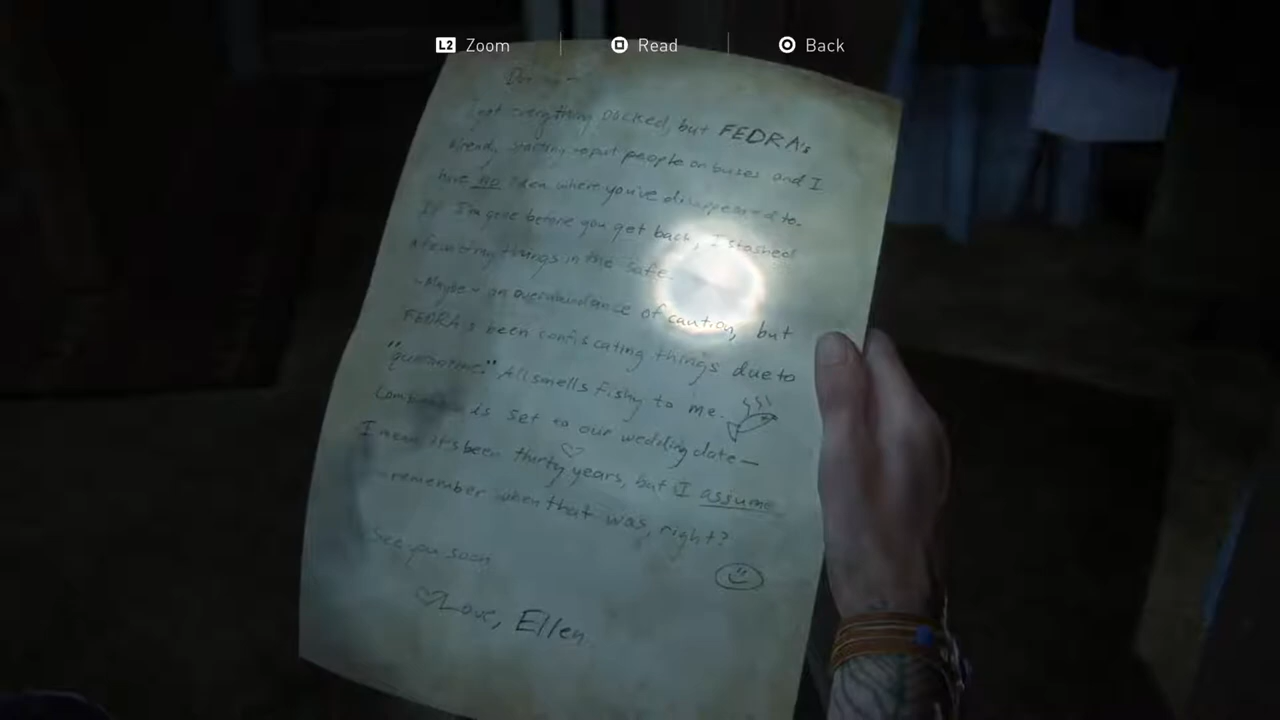 L2 Zoom
Read
Back
I got everything packed, but FEDRA's
already starting to put people on buses and I
have no idea where you've disappeared to.
If I'm gone before you get back, I stashed
a few of my things in the safe.
~Maybe~ an overabundance of caution, but
FEDRA's been confiscating things due to
"quarantine." All smells fishy to me.
Combination is set to our wedding date—
I mean it's been thirty years, but I assume
remember when that was, right?
See you soon
Love, Ellen